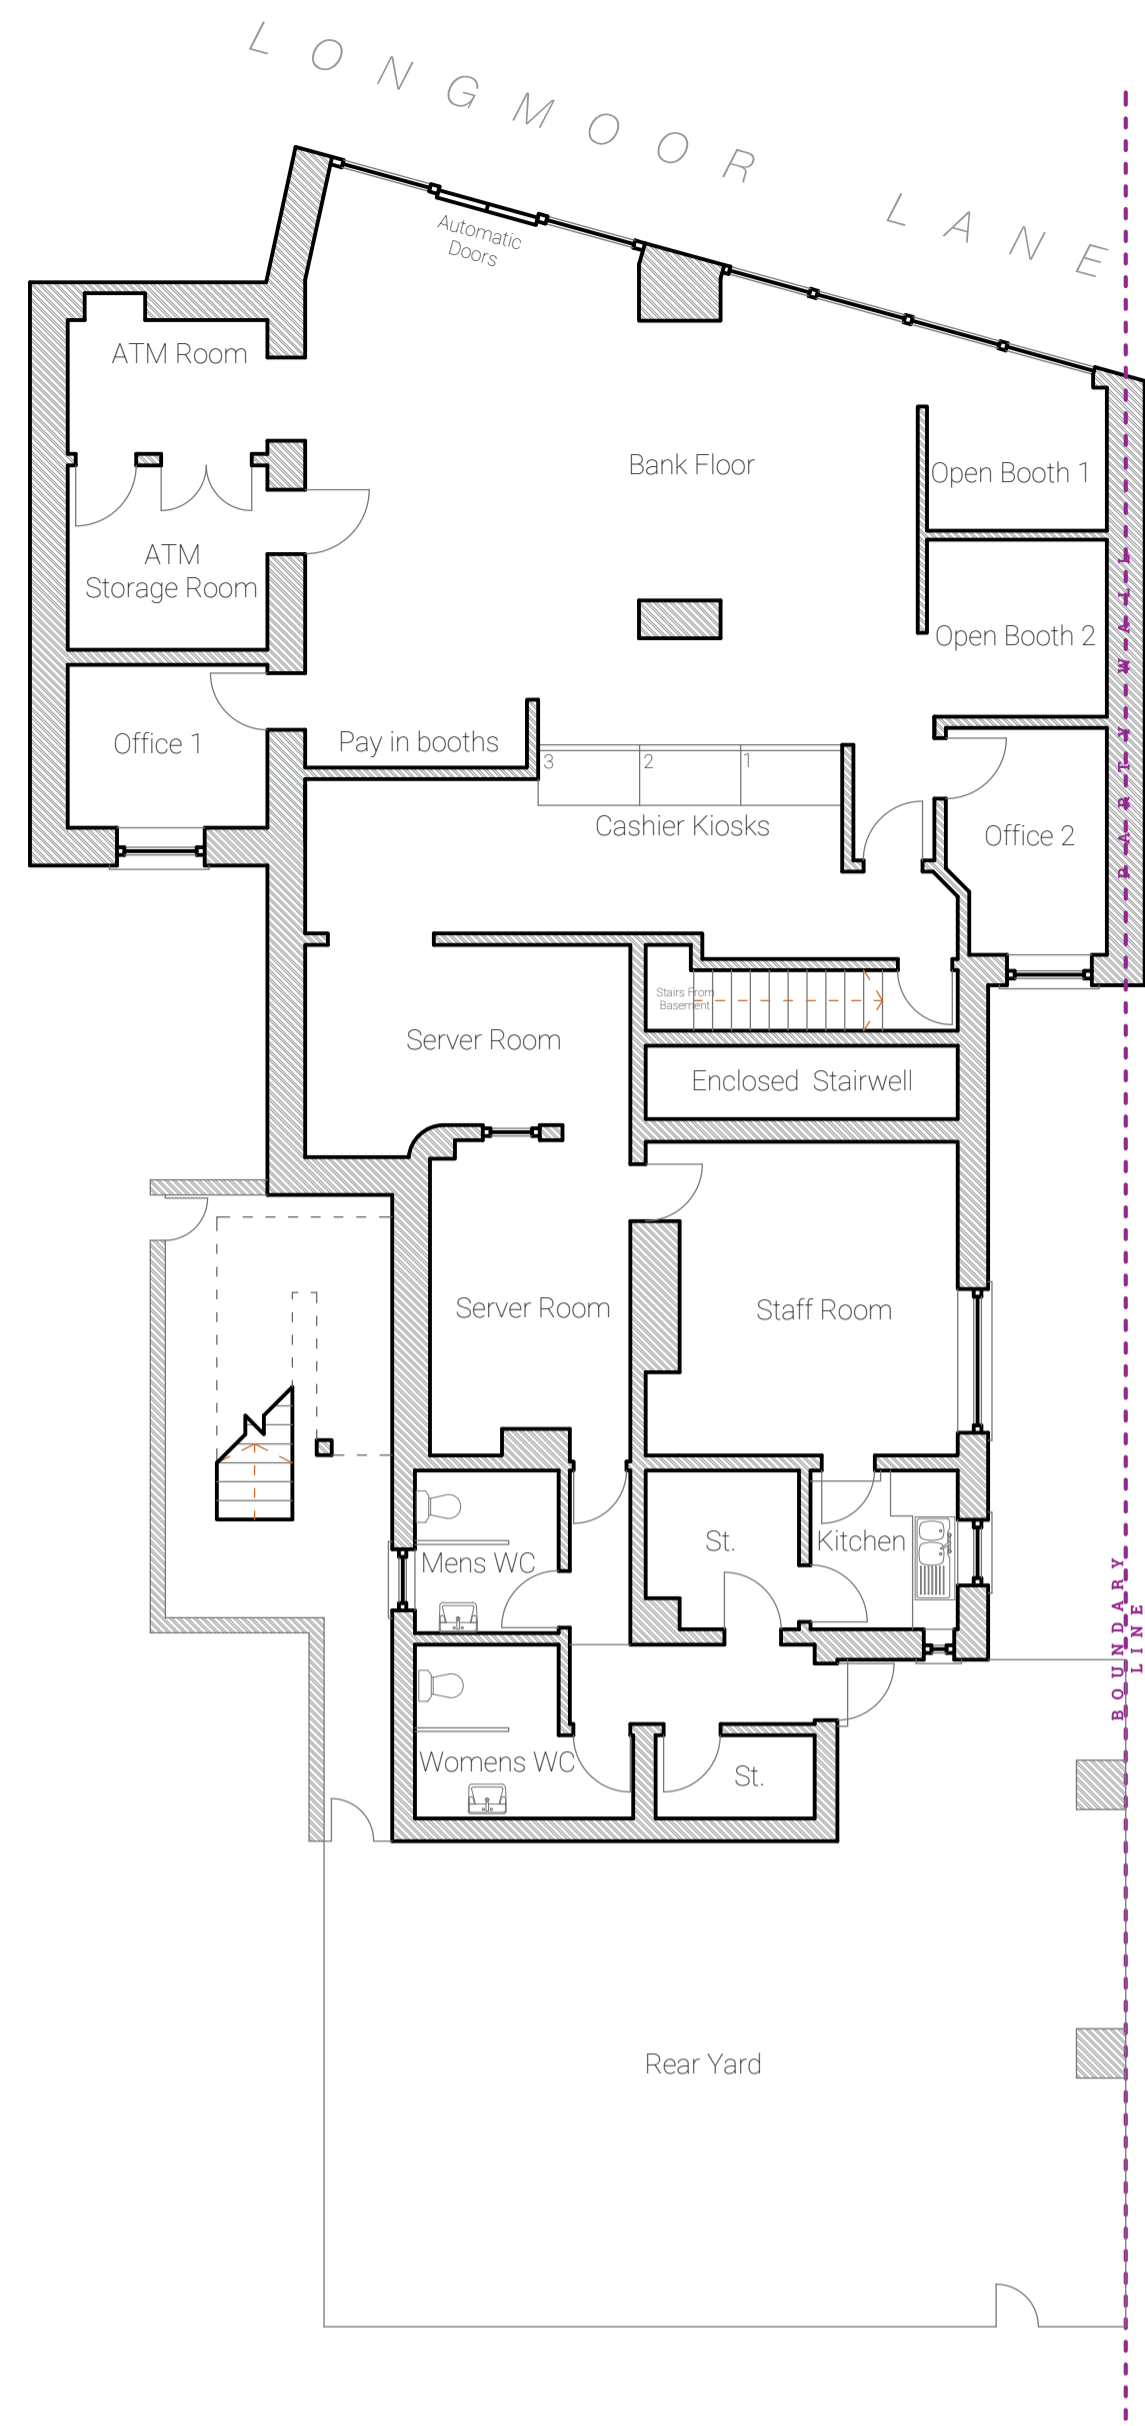 LONGMOOR LANE
Automatic
Doors
ATM Room
Bank Floor
Open Booth 1
ATM
Storage Room
Open Booth 2
PARTY WALL
Office 1
Pay in booths
3
2
1
Cashier Kiosks
Office 2
Stairs From
Basement
Server Room
Enclosed Stairwell
Server Room
Staff Room
St.
Kitchen
Mens WC
BOUNDARY
LINE
Womens WC
St.
Rear Yard